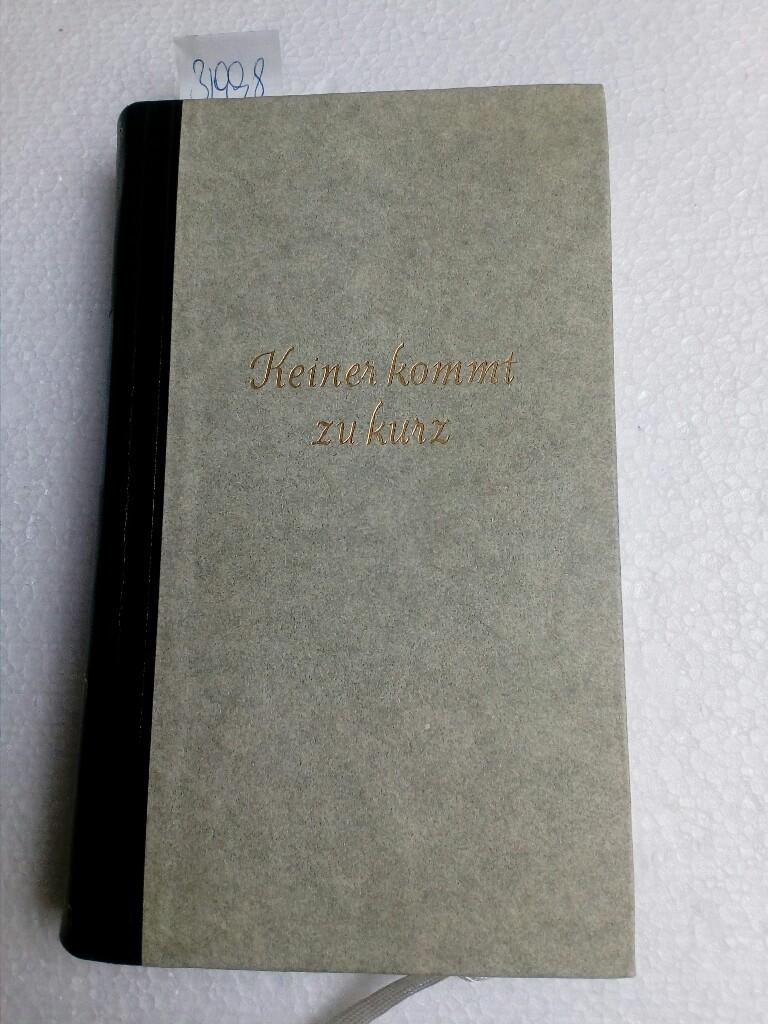 31998
Keiner kommt
zu kurz